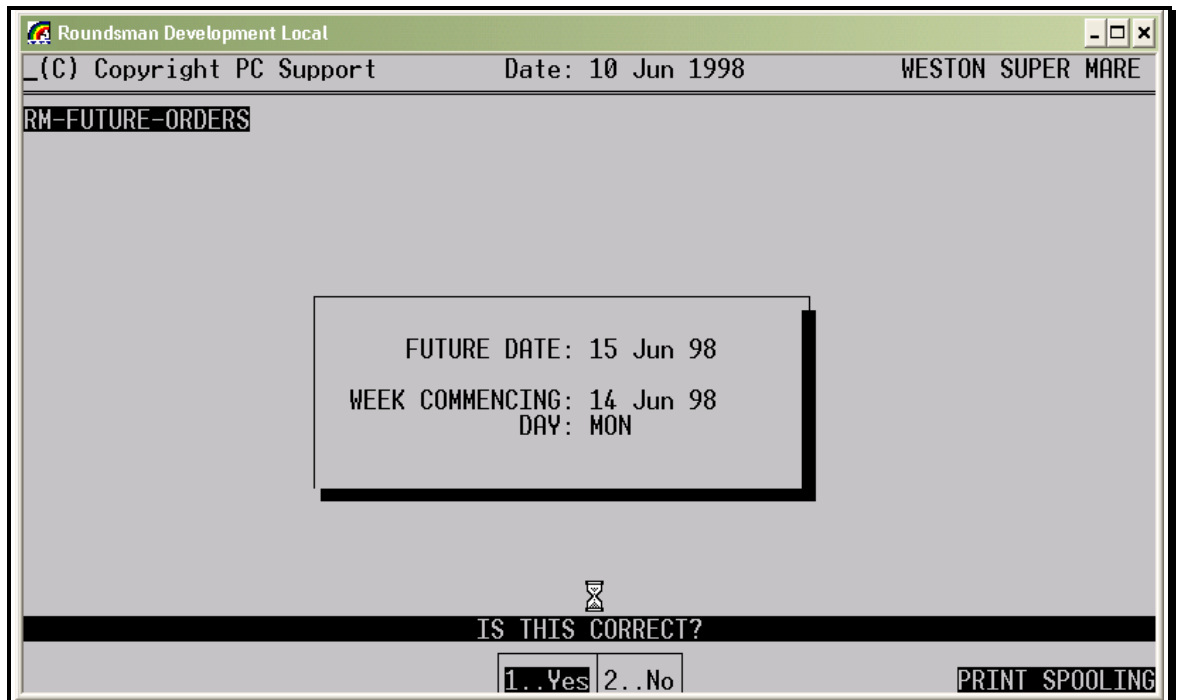 Roundsman Development Local
_(C) Copyright PC Support Date: 10 Jun 1998 WESTON SUPER MARE
RM-FUTURE-ORDERS
FUTURE DATE: 15 Jun 98
WEEK COMMENCING: 14 Jun 98
DAY: MON
IS THIS CORRECT?
1..Yes 2..No PRINT SPOOLING